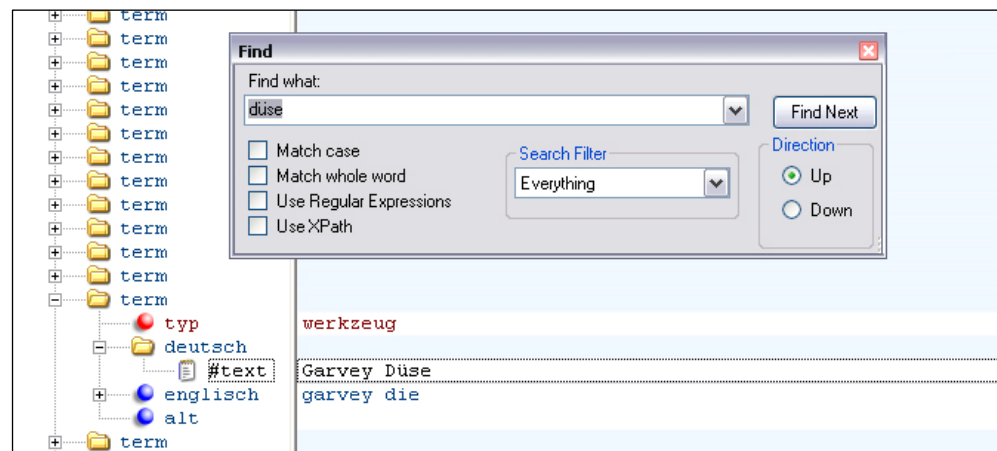 term
term
Find
term
Find what:
term
düse
Find Next
term
term
Match case
Search Filter
Direction
term
Match whole word
Everything
Up
term
Use Regular Expressions
Down
term
Use XPath
term
term
term
term
typ
werkzeug
deutsch
#text
Garvey Düse
englisch
garvey die
alt
term